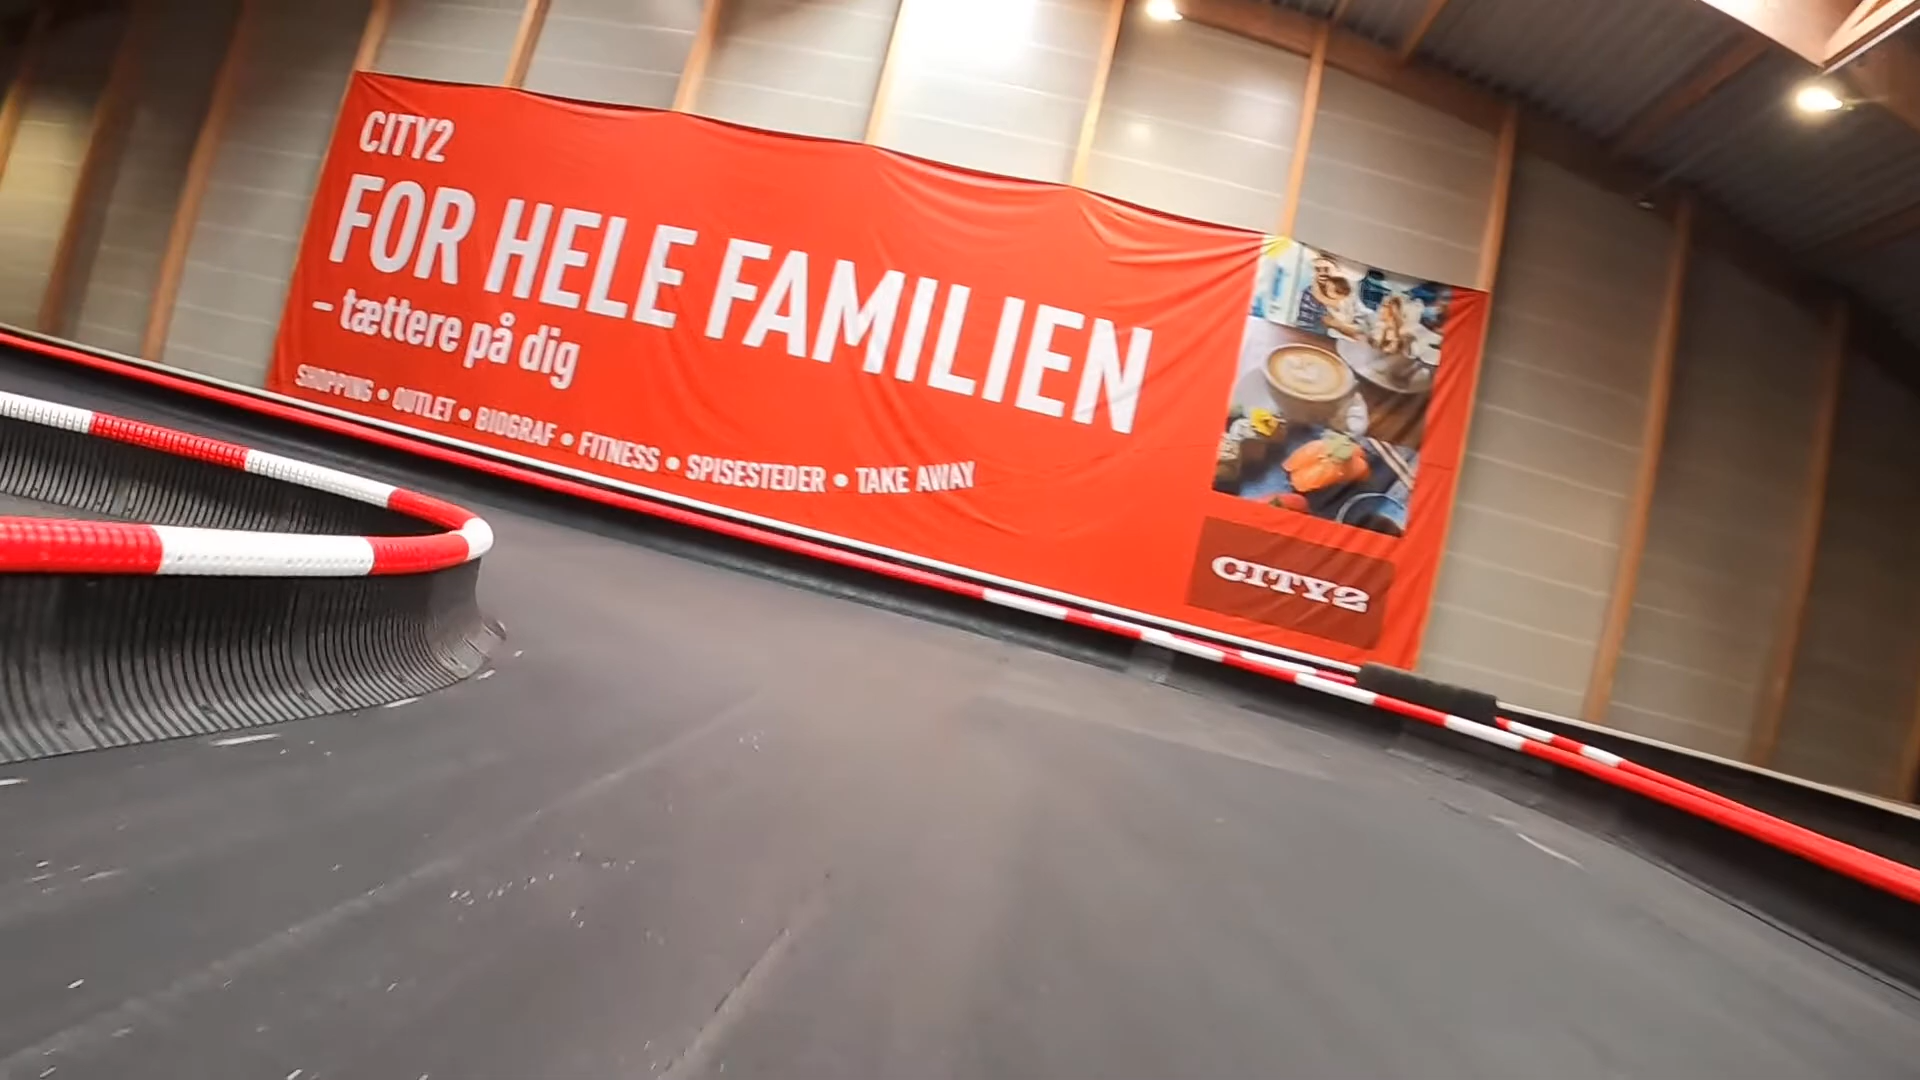 CITY2
FOR HELE FAMILIEN
– tættere på dig
SHOPPING • OUTLET • BIOGRAF • FITNESS • SPISESTEDER • TAKE AWAY
CITY2